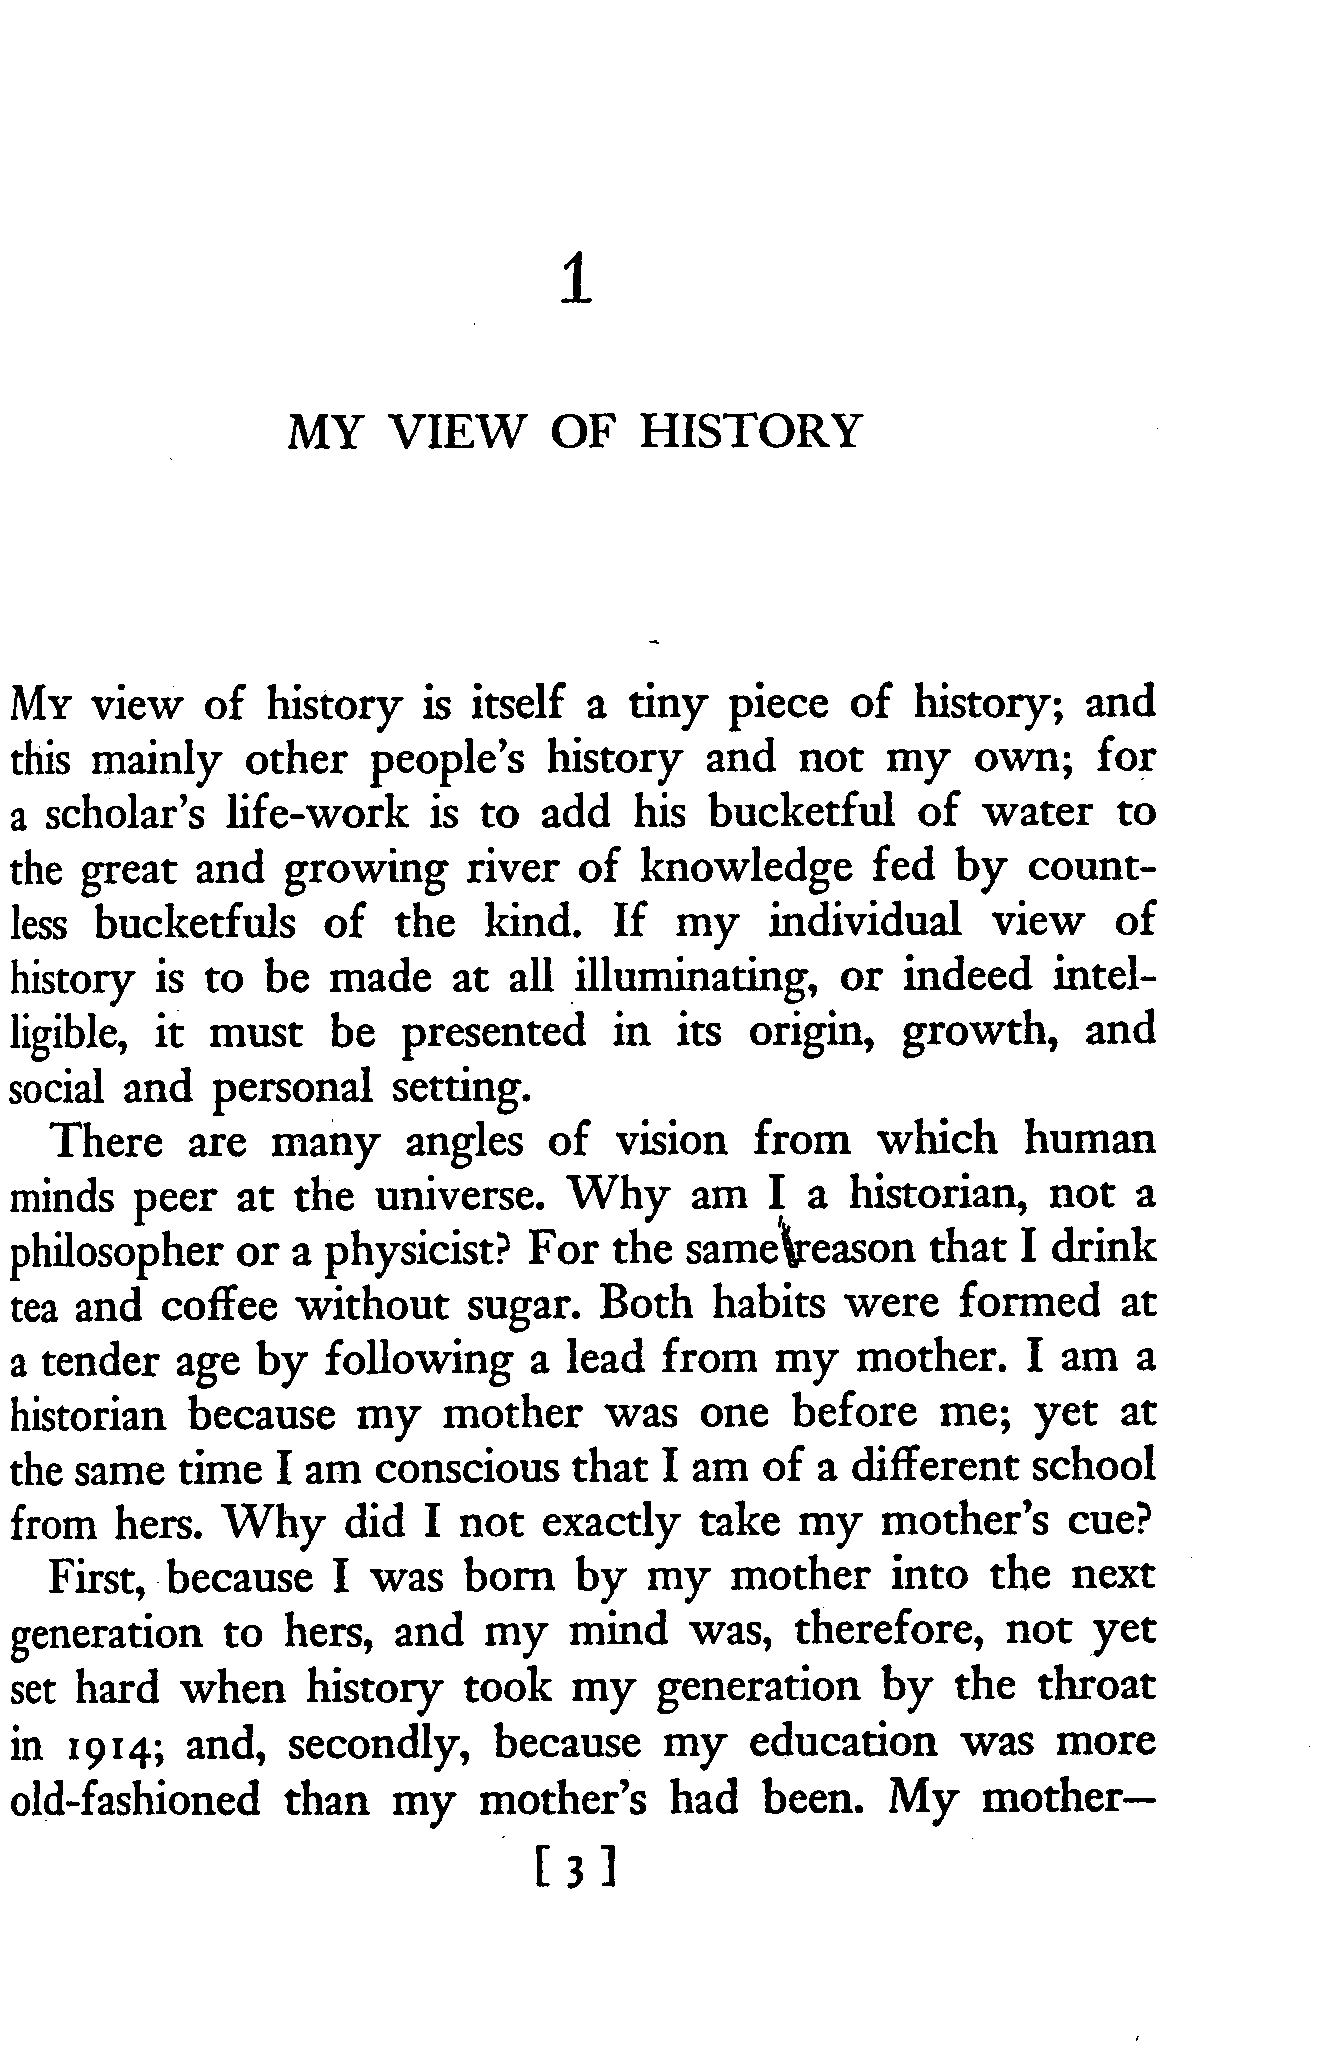 1
MY VIEW OF HISTORY
MY view of history is itself a tiny piece of history; and
this mainly other people's history and not my own; for
a scholar's life-work is to add his bucketful of water to
the great and growing river of knowledge fed by count-
less bucketfuls of the kind. If my individual view of
history is to be made at all illuminating, or indeed intel-
ligible, it must be presented in its origin, growth, and
social and personal setting.
There are many angles of vision from which human
minds peer at the universe. Why am I a historian, not a
philosopher or a physicist? For the same reason that I drink
tea and coffee without sugar. Both habits were formed at
a tender age by following a lead from my mother. I am a
historian because my mother was one before me; yet at
the same time I am conscious that I am of a different school
from hers. Why did I not exactly take my mother's cue?
First, because I was born by my mother into the next
generation to hers, and my mind was, therefore, not yet
set hard when history took my generation by the throat
in 1914; and, secondly, because my education was more
old-fashioned than my mother's had been. My mother—
[ 3 ]